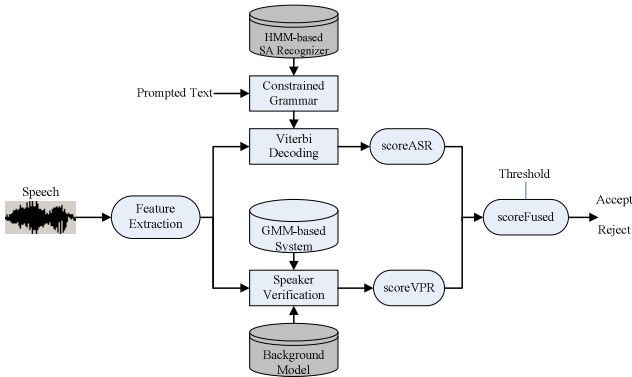 HMM-based
SA Recognizer
Prompted Text
Constrained
Grammar
Viterbi
Decoding
scoreASR
Threshold
Speech
Feature
Extraction
GMM-based
System
scoreFused
Accept
Reject
Speaker
Verification
scoreVPR
Background
Model